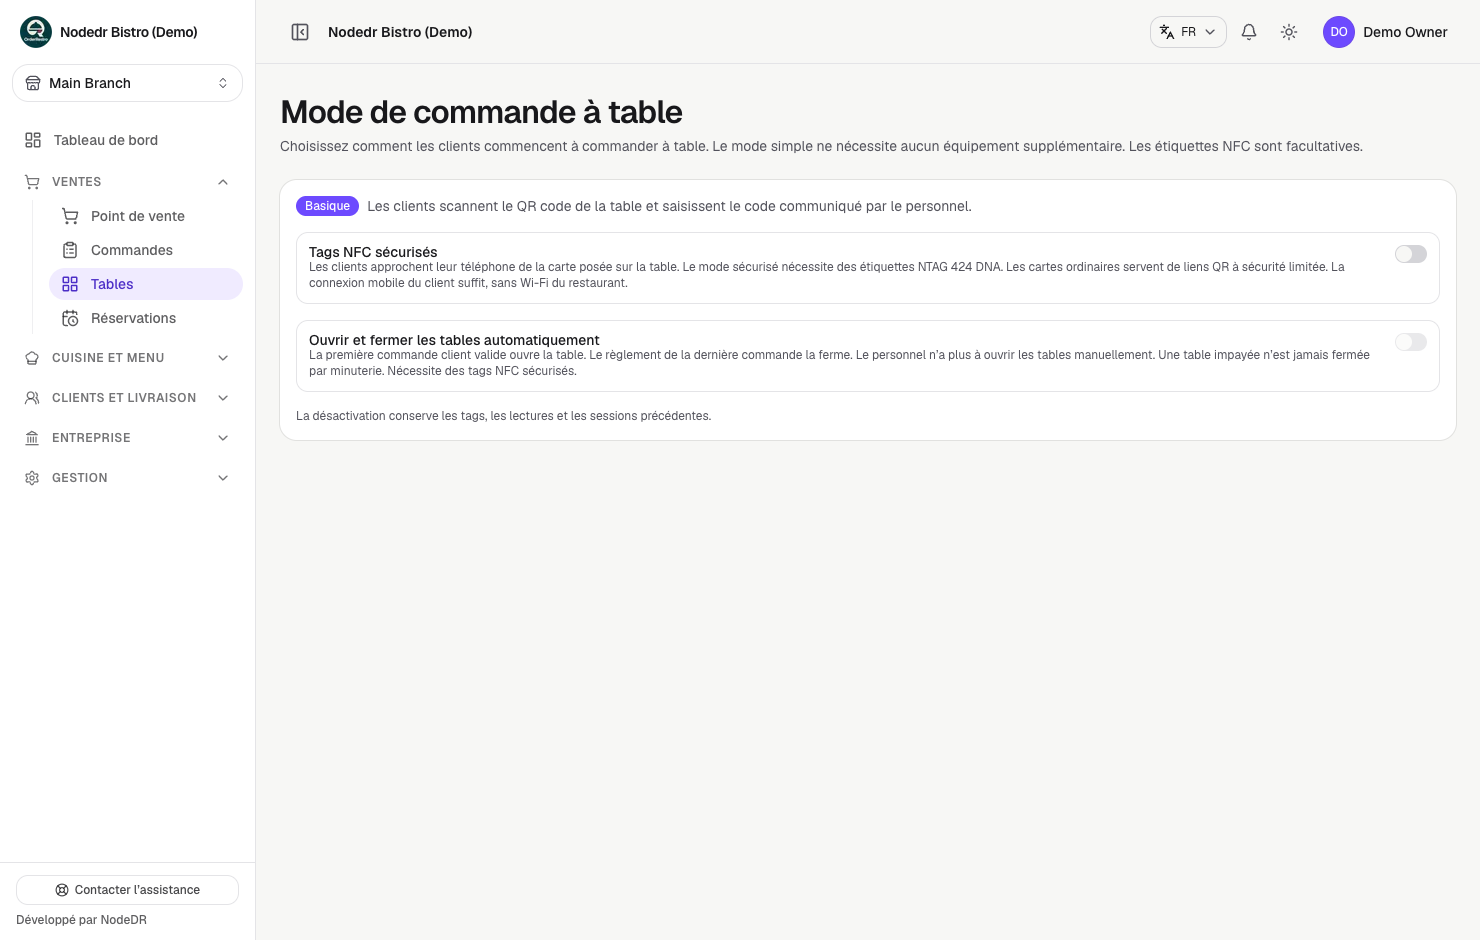 Nodedr Bistro (Demo)
Main Branch
Tableau de bord
VENTES
Point de vente
Commandes
Tables
Réservations
CUISINE ET MENU
CLIENTS ET LIVRAISON
ENTREPRISE
GESTION
Contacter l'assistance
Développé par NodeDR
Nodedr Bistro (Demo)
FR
DO
Demo Owner
Mode de commande à table
Choisissez comment les clients commencent à commander à table. Le mode simple ne nécessite aucun équipement supplémentaire. Les étiquettes NFC sont facultatives.
Basique Les clients scannent le QR code de la table et saisissent le code communiqué par le personnel.
Tags NFC sécurisés
Les clients approchent leur téléphone de la carte posée sur la table. Le mode sécurisé nécessite des étiquettes NTAG 424 DNA. Les cartes ordinaires servent de liens QR à sécurité limitée. La
connexion mobile du client suffit, sans Wi-Fi du restaurant.
Ouvrir et fermer les tables automatiquement
La première commande client valide ouvre la table. Le règlement de la dernière commande la ferme. Le personnel n’a plus à ouvrir les tables manuellement. Une table impayée n’est jamais fermée
par minuterie. Nécessite des tags NFC sécurisés.
La désactivation conserve les tags, les lectures et les sessions précédentes.